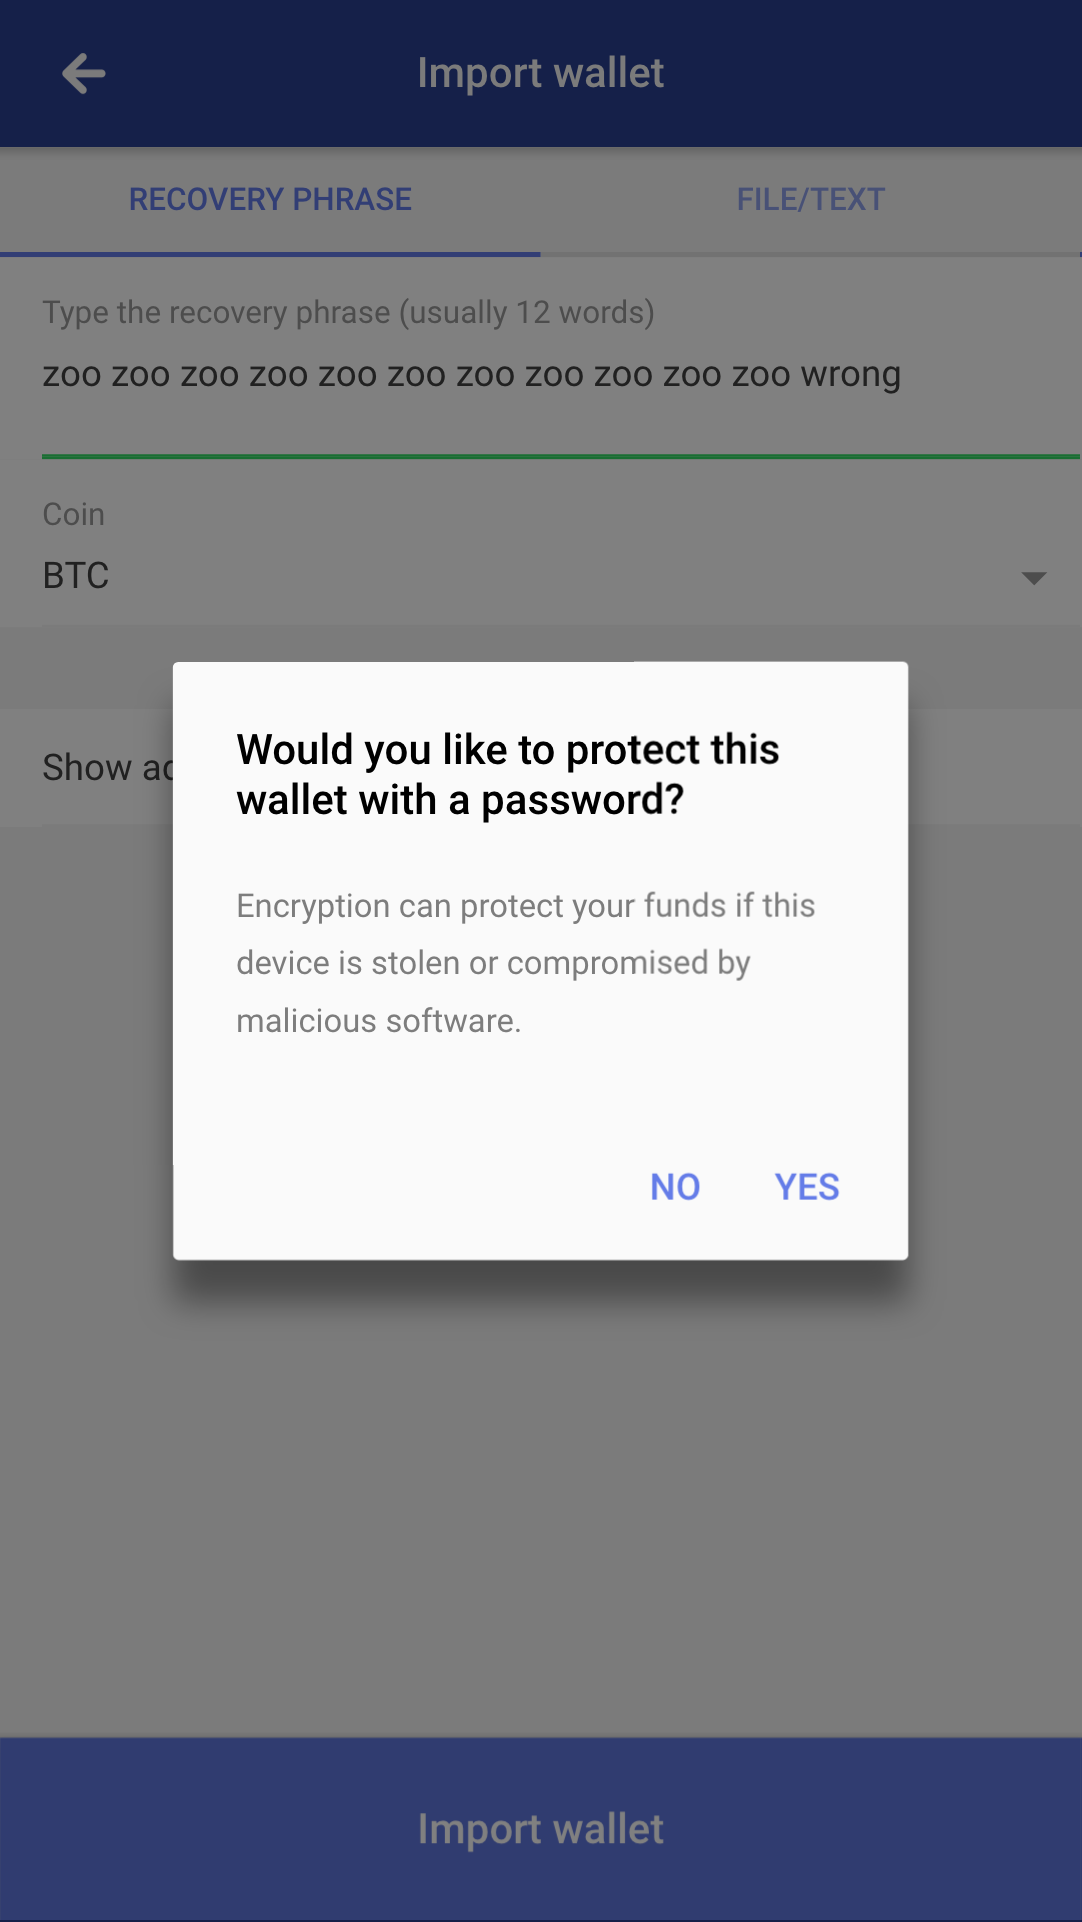 Import wallet
RECOVERY PHRASE
FILE/TEXT
Type the recovery phrase (usually 12 words)
zoo zoo zoo zoo zoo zoo zoo zoo zoo zoo zoo wrong
Coin
BTC
Show
Would you like to protect this
wallet with a password?
Encryption can protect your funds if this
device is stolen or compromised by
malicious software.
NO
YES
Import wallet